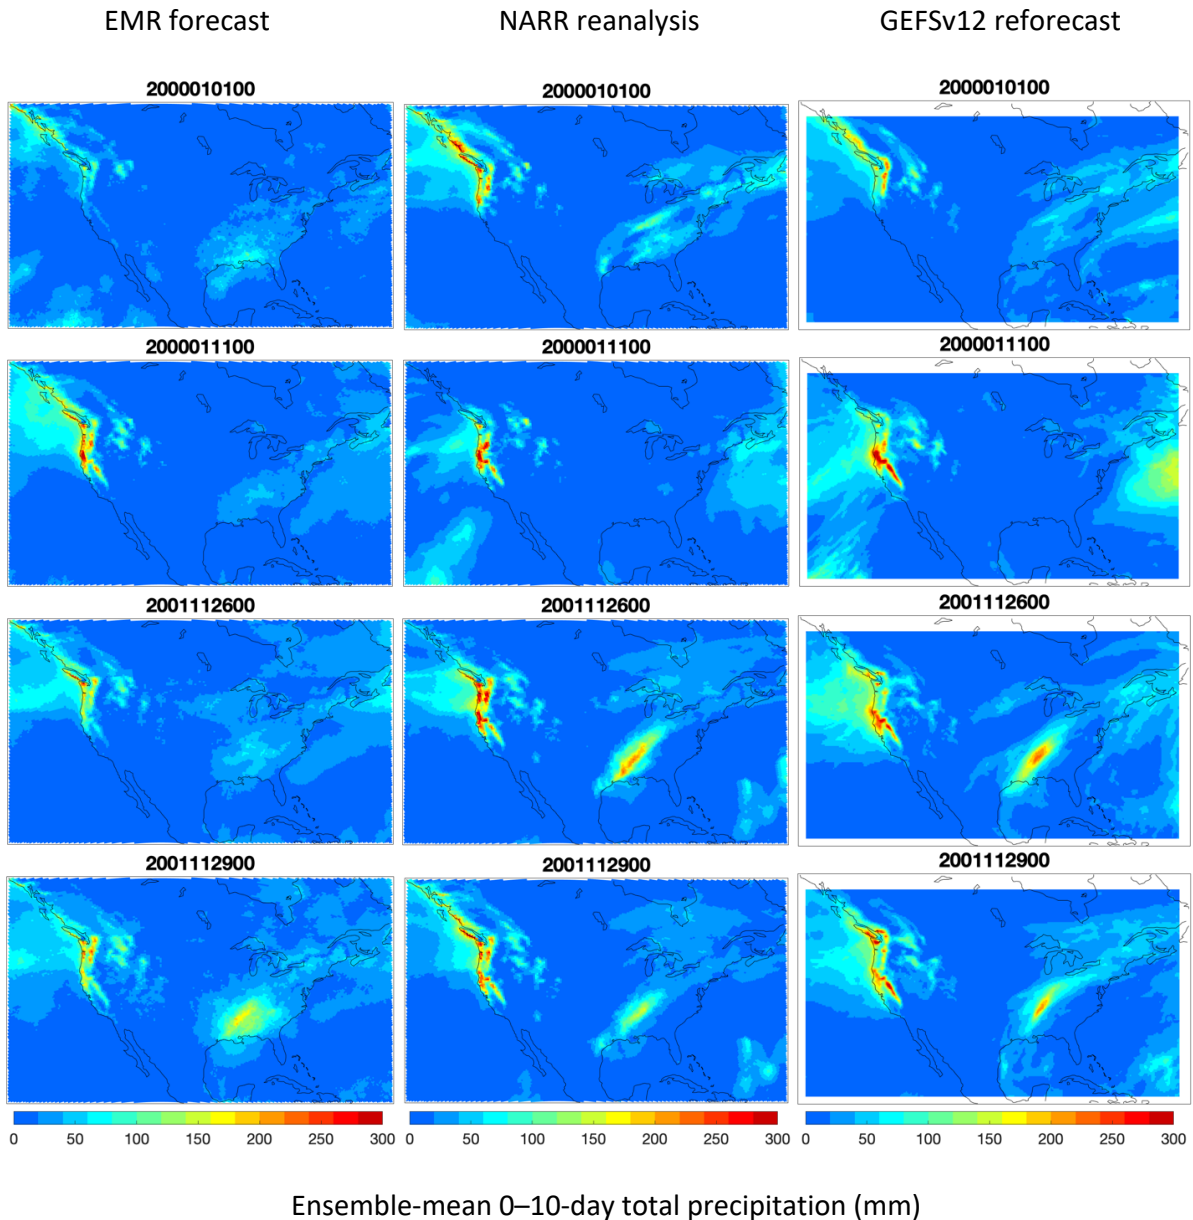 EMR forecast NARR reanalysis GEFSv12 reforecast
2000010100 2000010100 2000010100
2000011100 2000011100 2000011100
2001112600 2001112600 2001112600
2001112900 2001112900 2001112900
0 50 100 150 200 250 300 0 50 100 150 200 250 300 0 50 100 150 200 250 300
Ensemble-mean 0–10-day total precipitation (mm)